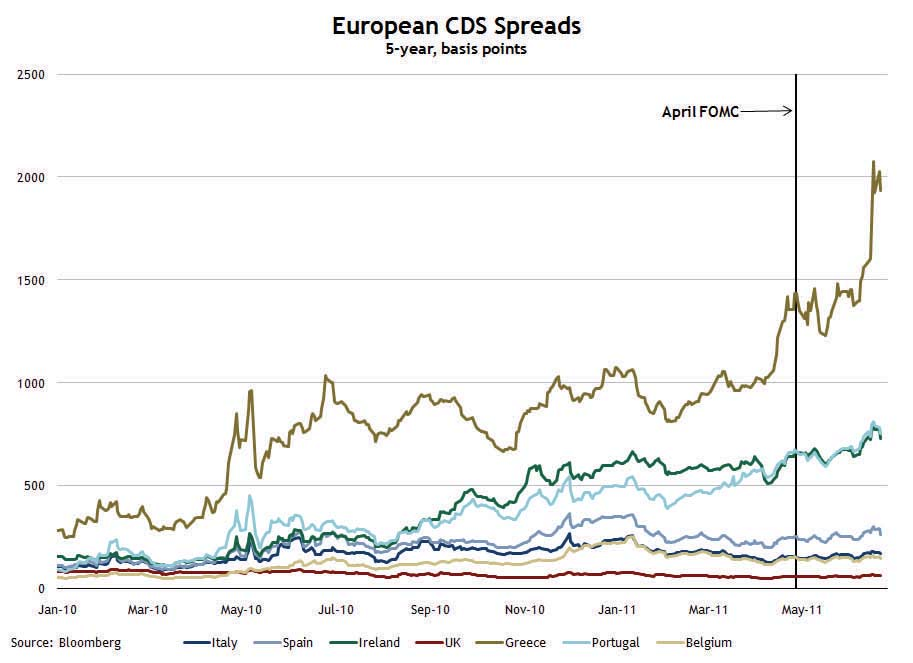 European CDS Spreads
5-year, basis points
2500
April FOMC
2000
1500
1000
500
0
Jan-10 Mar-10 May-10 Jul-10 Sep-10 Nov-10 Jan-11 Mar-11 May-11
Source: Bloomberg Italy Spain Ireland UK Greece Portugal Belgium